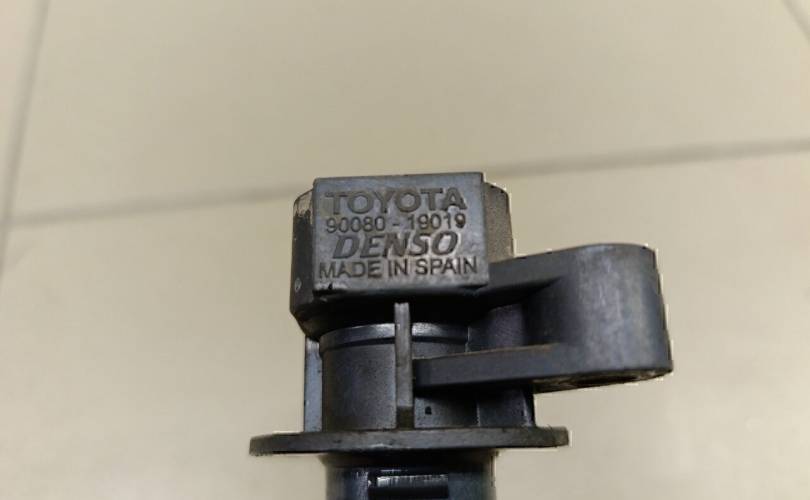 TOYOTA
90080-19019
DENSO
MADE IN SPAIN